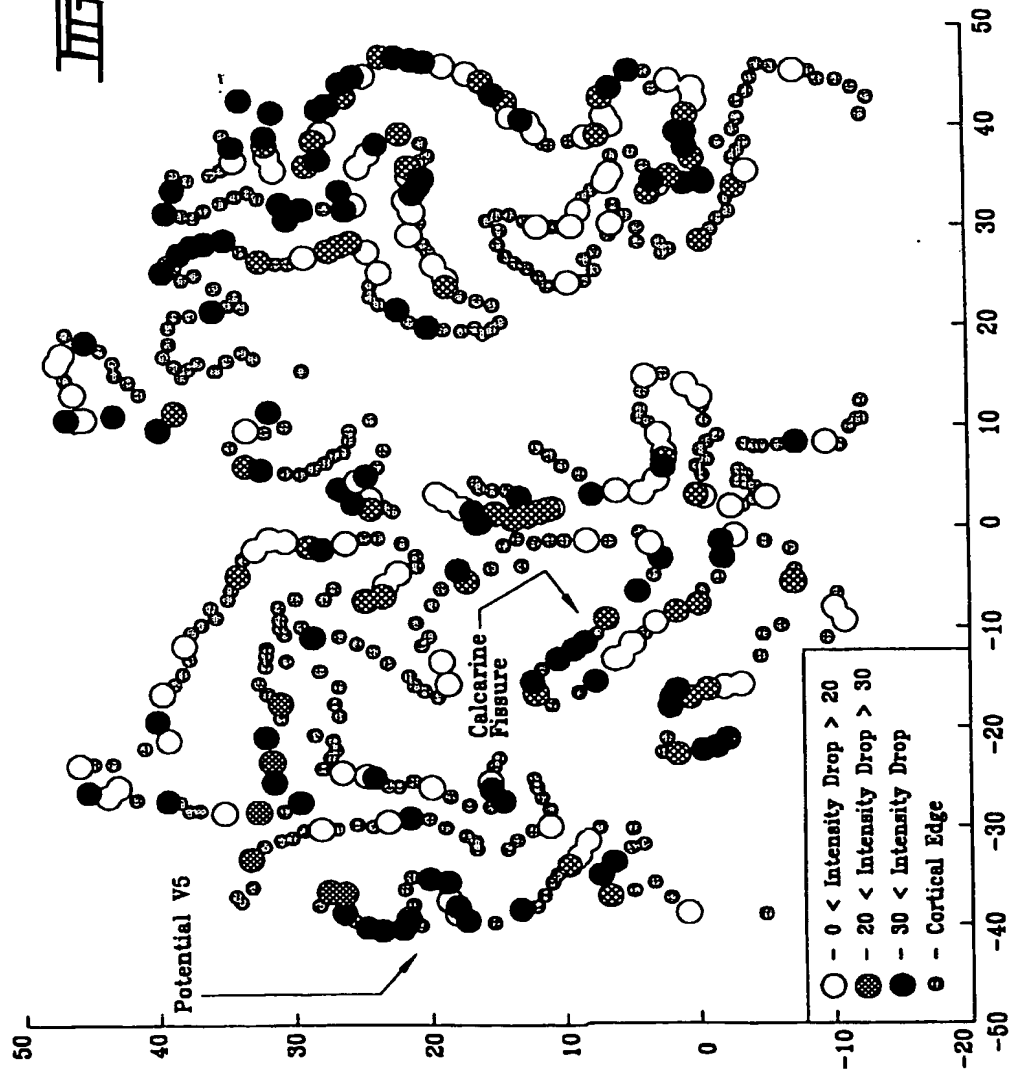 50
40
30
20
10
0
-10
-20
Potential V5
Calcarine
Fissure
- 0 < Intensity Drop > 20
- 20 < Intensity Drop > 30
- 30 < Intensity Drop
- Cortical Edge
-50 -40 -30 -20 -10 0 10 20 30 40 50